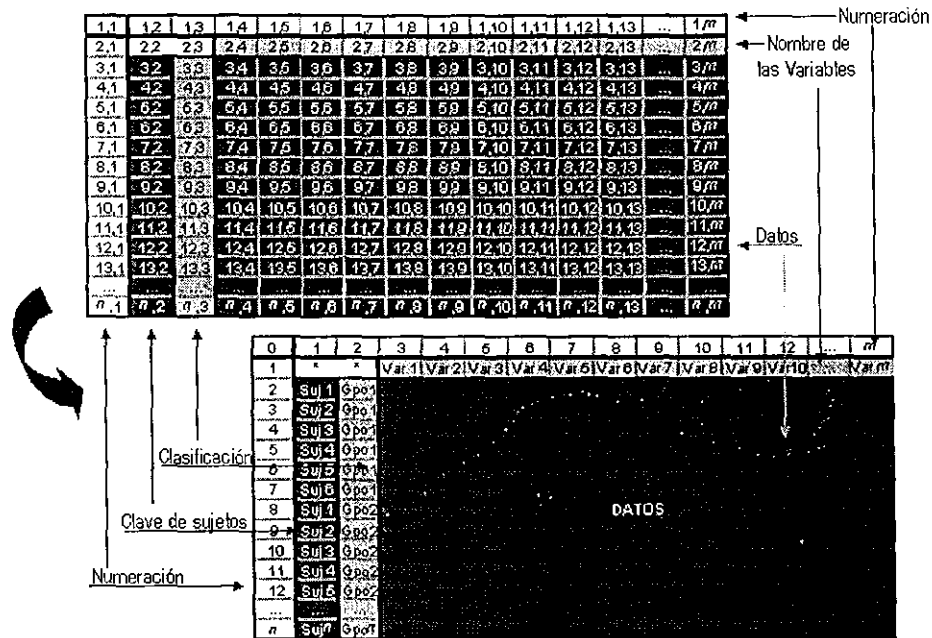 Numeración
1,1 1,2 1,3 1,4 1,5 1,6 1,7 1,8 1,9 1,10 1,11 1,12 1,13 ... 1,m
2,1 2,2 2,3 2,4 2,5 2,6 2,7 2,8 2,9 2,10 2,11 2,12 2,13 ... 2,m
Nombre de
las Variables
3,1 3,2 3,3 3,4 3,5 3,6 3,7 3,8 3,9 3,10 3,11 3,12 3,13 ... 3,m
4,1 4,2 4,3 4,4 4,5 4,6 4,7 4,8 4,9 4,10 4,11 4,12 4,13 ... 4,m
5,1 5,2 5,3 5,4 5,5 5,6 5,7 5,8 5,9 5,10 5,11 5,12 5,13 ... 5,m
6,1 6,2 6,3 6,4 6,5 6,6 6,7 6,8 6,9 6,10 6,11 6,12 6,13 ... 6,m
7,1 7,2 7,3 7,4 7,5 7,6 7,7 7,8 7,9 7,10 7,11 7,12 7,13 ... 7,m
8,1 8,2 8,3 8,4 8,5 8,6 8,7 8,8 8,9 8,10 8,11 8,12 8,13 ... 8,m
9,1 9,2 9,3 9,4 9,5 9,6 9,7 9,8 9,9 9,10 9,11 9,12 9,13 ... 9,m
10,1 10,2 10,3 10,4 10,5 10,6 10,7 10,8 10,9 10,10 10,11 10,12 10,13 ... 10,m
11,1 11,2 11,3 11,4 11,5 11,6 11,7 11,8 11,9 11,10 11,11 11,12 11,13 ... 11,m
12,1 12,2 12,3 12,4 12,5 12,6 12,7 12,8 12,9 12,10 12,11 12,12 12,13 ... 12,m
Datos
13,1 13,2 13,3 13,4 13,5 13,6 13,7 13,8 13,9 13,10 13,11 13,12 13,13 ... 13,m
... ... ... ... ... ... ... ... ... ... ... ... ... ... ...
n,1 n,2 n,3 n,4 n,5 n,6 n,7 n,8 n,9 n,10 n,11 n,12 n,13 ... n,m
0 1 2 3 4 5 6 7 8 9 10 11 12 ... m
1 * * Var 1 Var 2 Var 3 Var 4 Var 5 Var 6 Var 7 Var 8 Var 9 Var10 Var m
2 Suj 1 Gpo1
3 Suj 2 Gpo1
4 Suj 3 Gpo1
5 Suj 4 Gpo1
Clasificación
6 Suj 5 Gpo1
7 Suj 6 Gpo1
8 Suj 1 Gpo2
DATOS
Clave de sujetos
9 Suj 2 Gpo2
10 Suj 3 Gpo2
11 Suj 4 Gpo2
Numeración
12 Suj 5 Gpo2
... ... ...
n Suj n Gpo n